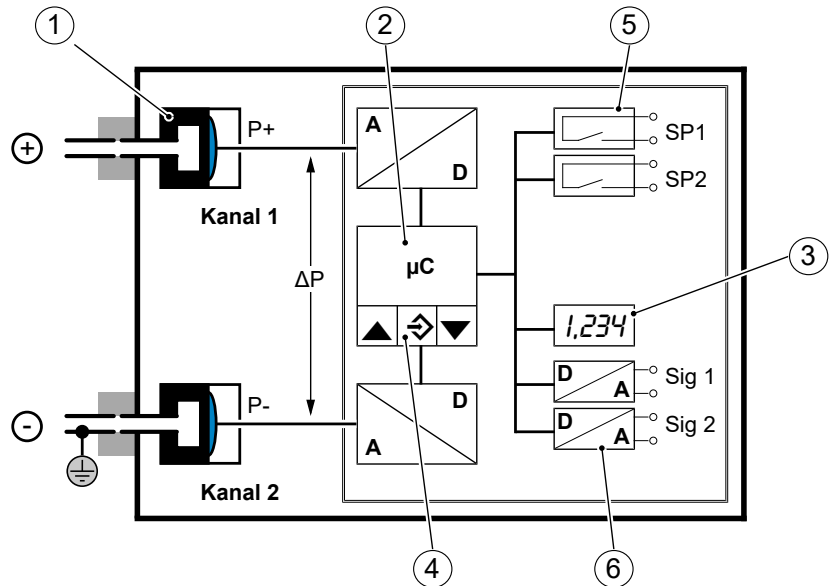 1
2
5
+
P+
Kanal 1
A
D
SP1
SP2
ΔP
µC
3
1,234
D
A
Sig 1
D
A
Sig 2
-
P-
Kanal 2
D
A
4
6